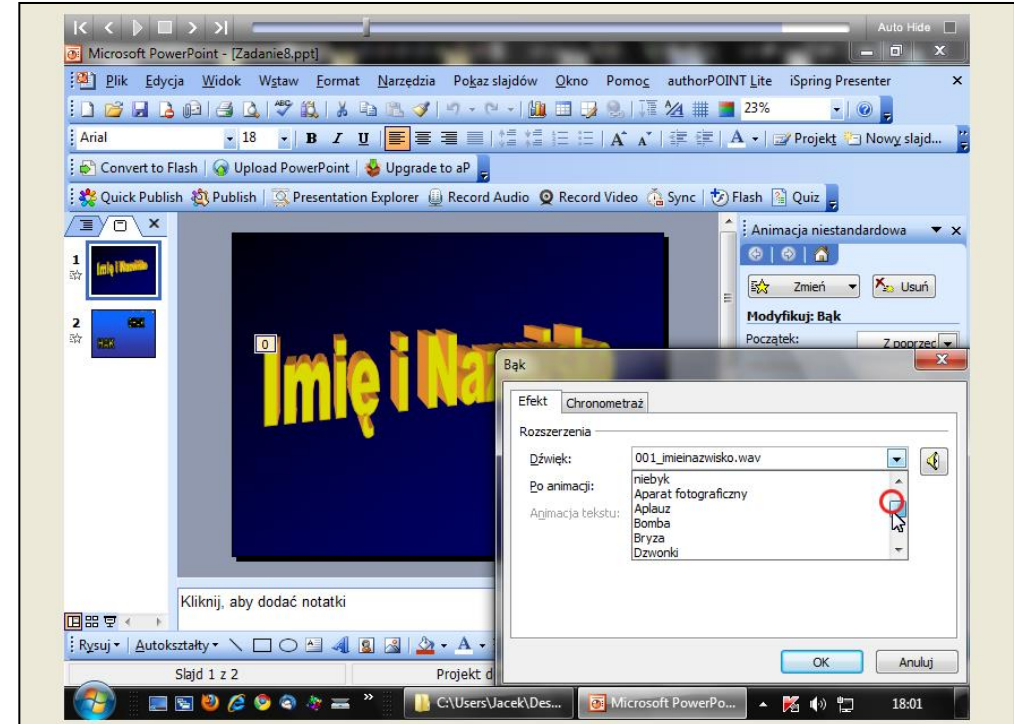 Auto Hide
Microsoft PowerPoint - [Zadanie8.ppt]
Plik Edycja Widok Wstaw Format Narzędzia Pokaz slajdów Okno Pomoc authorPOINT Lite iSpring Presenter
23%
Arial 18 B I U A A A Projekt Nowy slajd...
Convert to Flash Upload PowerPoint Upgrade to aP
Quick Publish Publish Presentation Explorer Record Audio Record Video Sync Flash Quiz
Animacja niestandardowa
1
Imię i Nazwisko
Zmień Usuń
Modyfikuj: Bąk
2
Początek: Z poprzec
0
Imię i Nazwisko
Bąk
Efekt Chronometraż
Rozszerzenia
Dźwięk: 001_imieinazwisko.wav
Po animacji:
niebyk
Aparat fotograficzny
Animacja tekstu:
Aplauz
Bomba
Bryza
Dzwonki
Kliknij, aby dodać notatki
Rysuj Autokształty A
OK Anuluj
Slajd 1 z 2 Projekt d
C:\Users\Jacek\Des... Microsoft PowerPo... 18:01